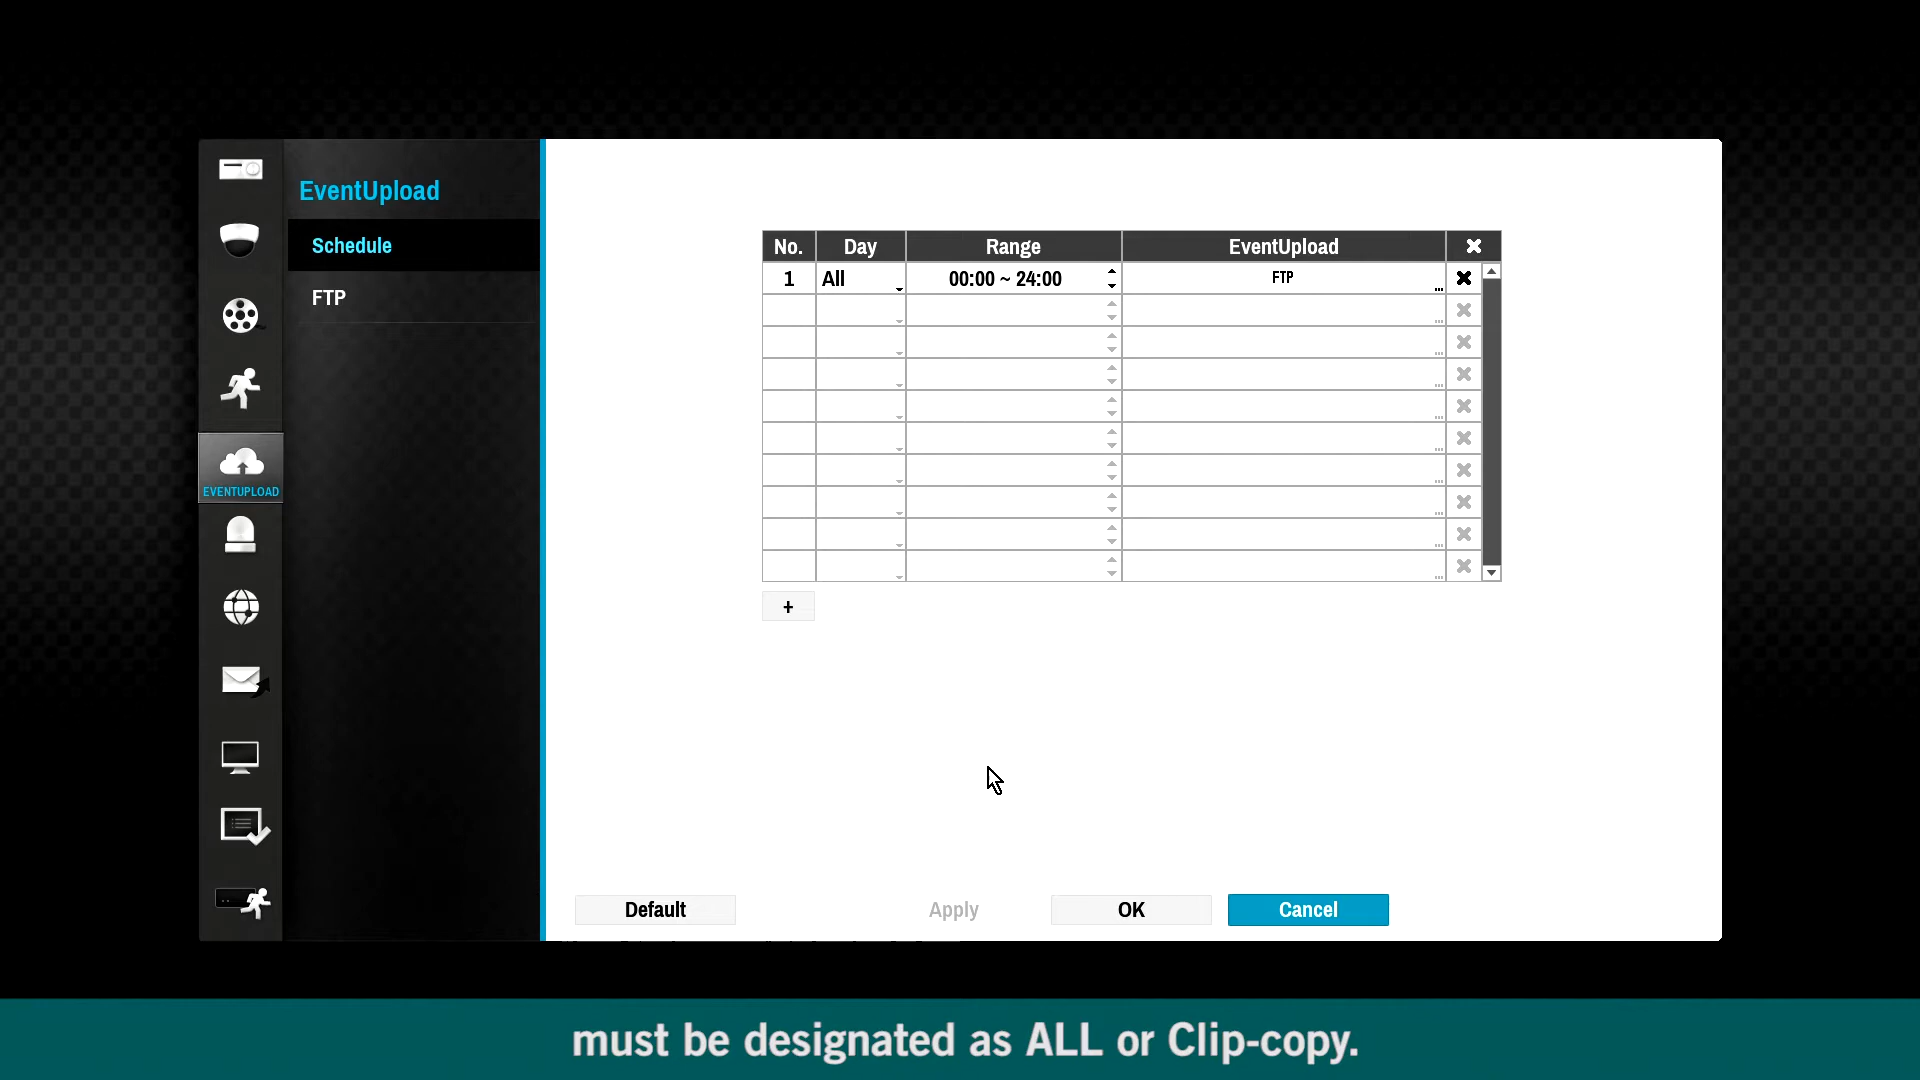 EventUpload
Schedule
FTP
EVENTUPLOAD
No. Day Range EventUpload
1 All 00:00 ~ 24:00 FTP ...
+
Default Apply OK Cancel
must be designated as ALL or Clip-copy.